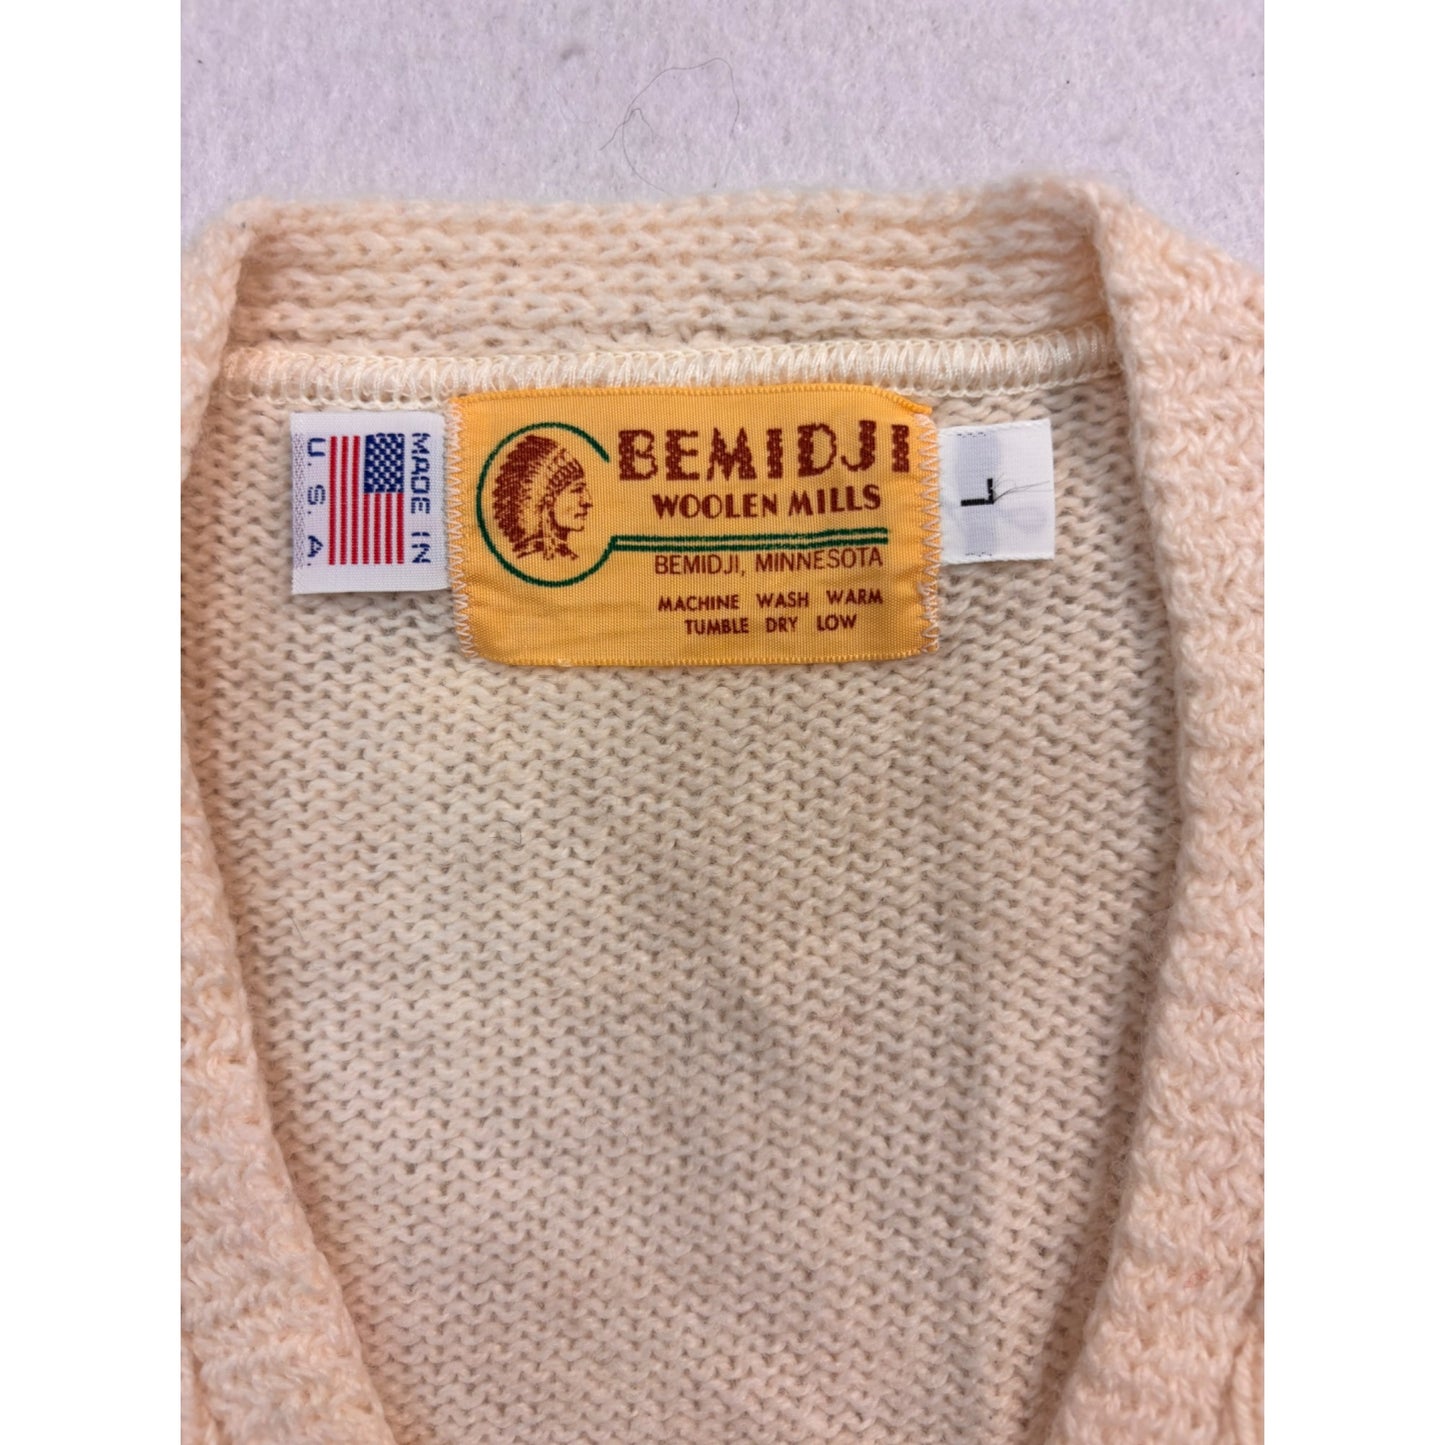 MADE IN
U.S.A.
BEMIDJI
WOOLEN MILLS
BEMIDJI, MINNESOTA
MACHINE WASH WARM
TUMBLE DRY LOW
L